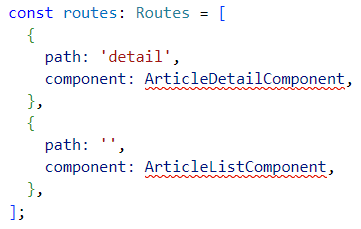 const routes: Routes = [
  {
    path: 'detail',
    component: ArticleDetailComponent,
  },
  {
    path: '',
    component: ArticleListComponent,
  },
];